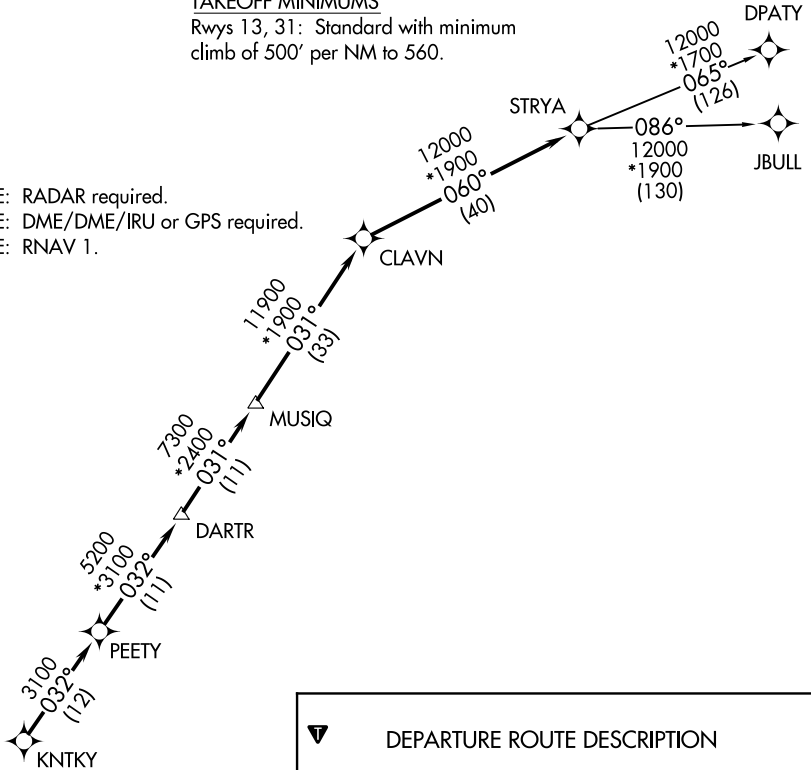 TAKEOFF MINIMUMS
Rwys 13, 31: Standard with minimum
climb of 500' per NM to 560.
DPATY
12000
*1700
065°
(126)
STRYA
086°
12000
*1900
(130)
JBULL
12000
*1900
060°
(40)
E: RADAR required.
E: DME/DME/IRU or GPS required.
E: RNAV 1.
CLAVN
11900
*1900
031°
(33)
MUSIQ
7300
*2400
031°
(11)
DARTR
5200
*3100
032°
(11)
PEETY
3100
032°
(12)
KNTKY
T
DEPARTURE ROUTE DESCRIPTION